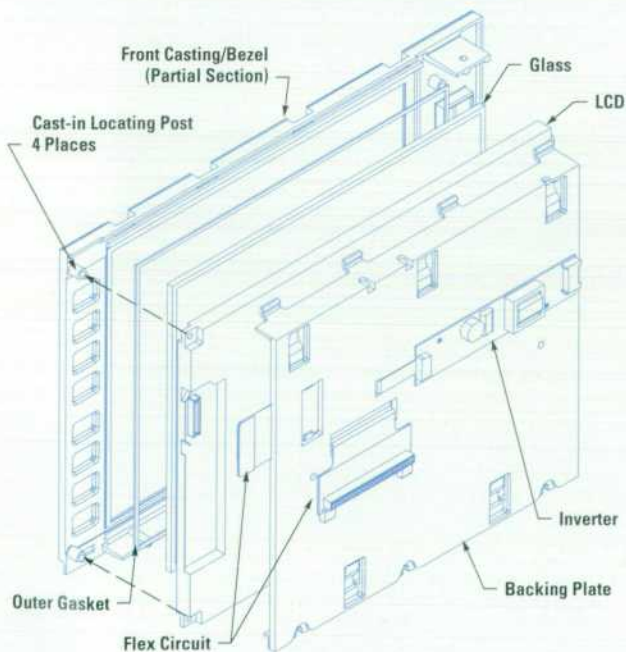 Front Casting/Bezel
(Partial Section)
Glass
LCD
Cast-in Locating Post
4 Places
Inverter
Outer Gasket
Backing Plate
Flex Circuit